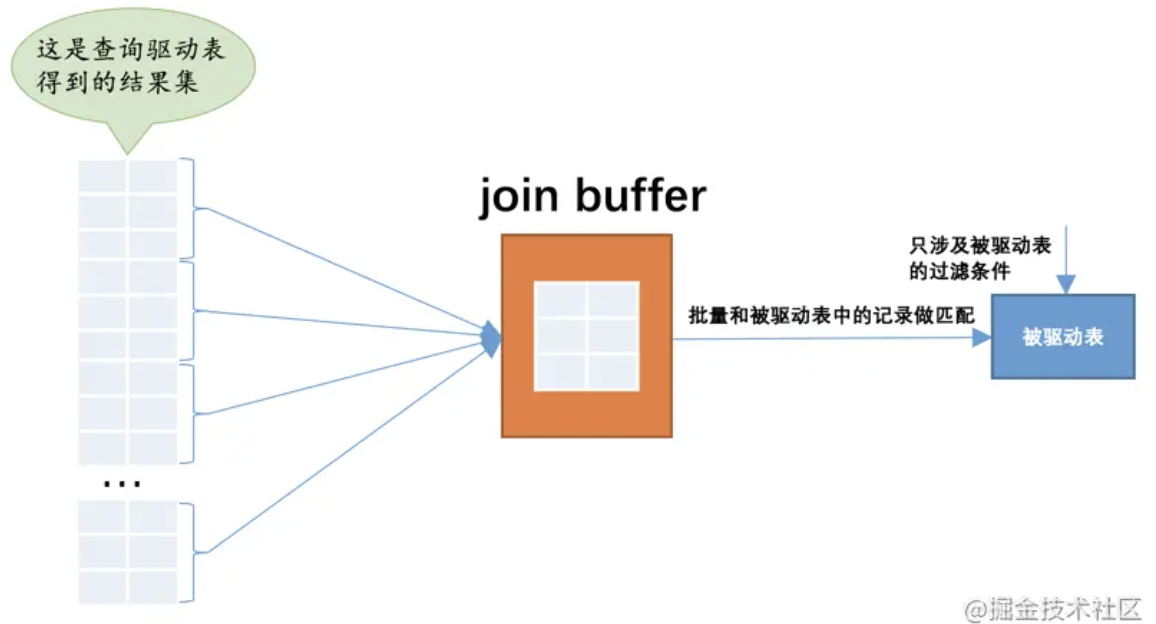 这是查询驱动表
得到的结果集
join buffer
只涉及被驱动表
的过滤条件
批量和被驱动表中的记录做匹配
被驱动表
...
@掘金技术社区